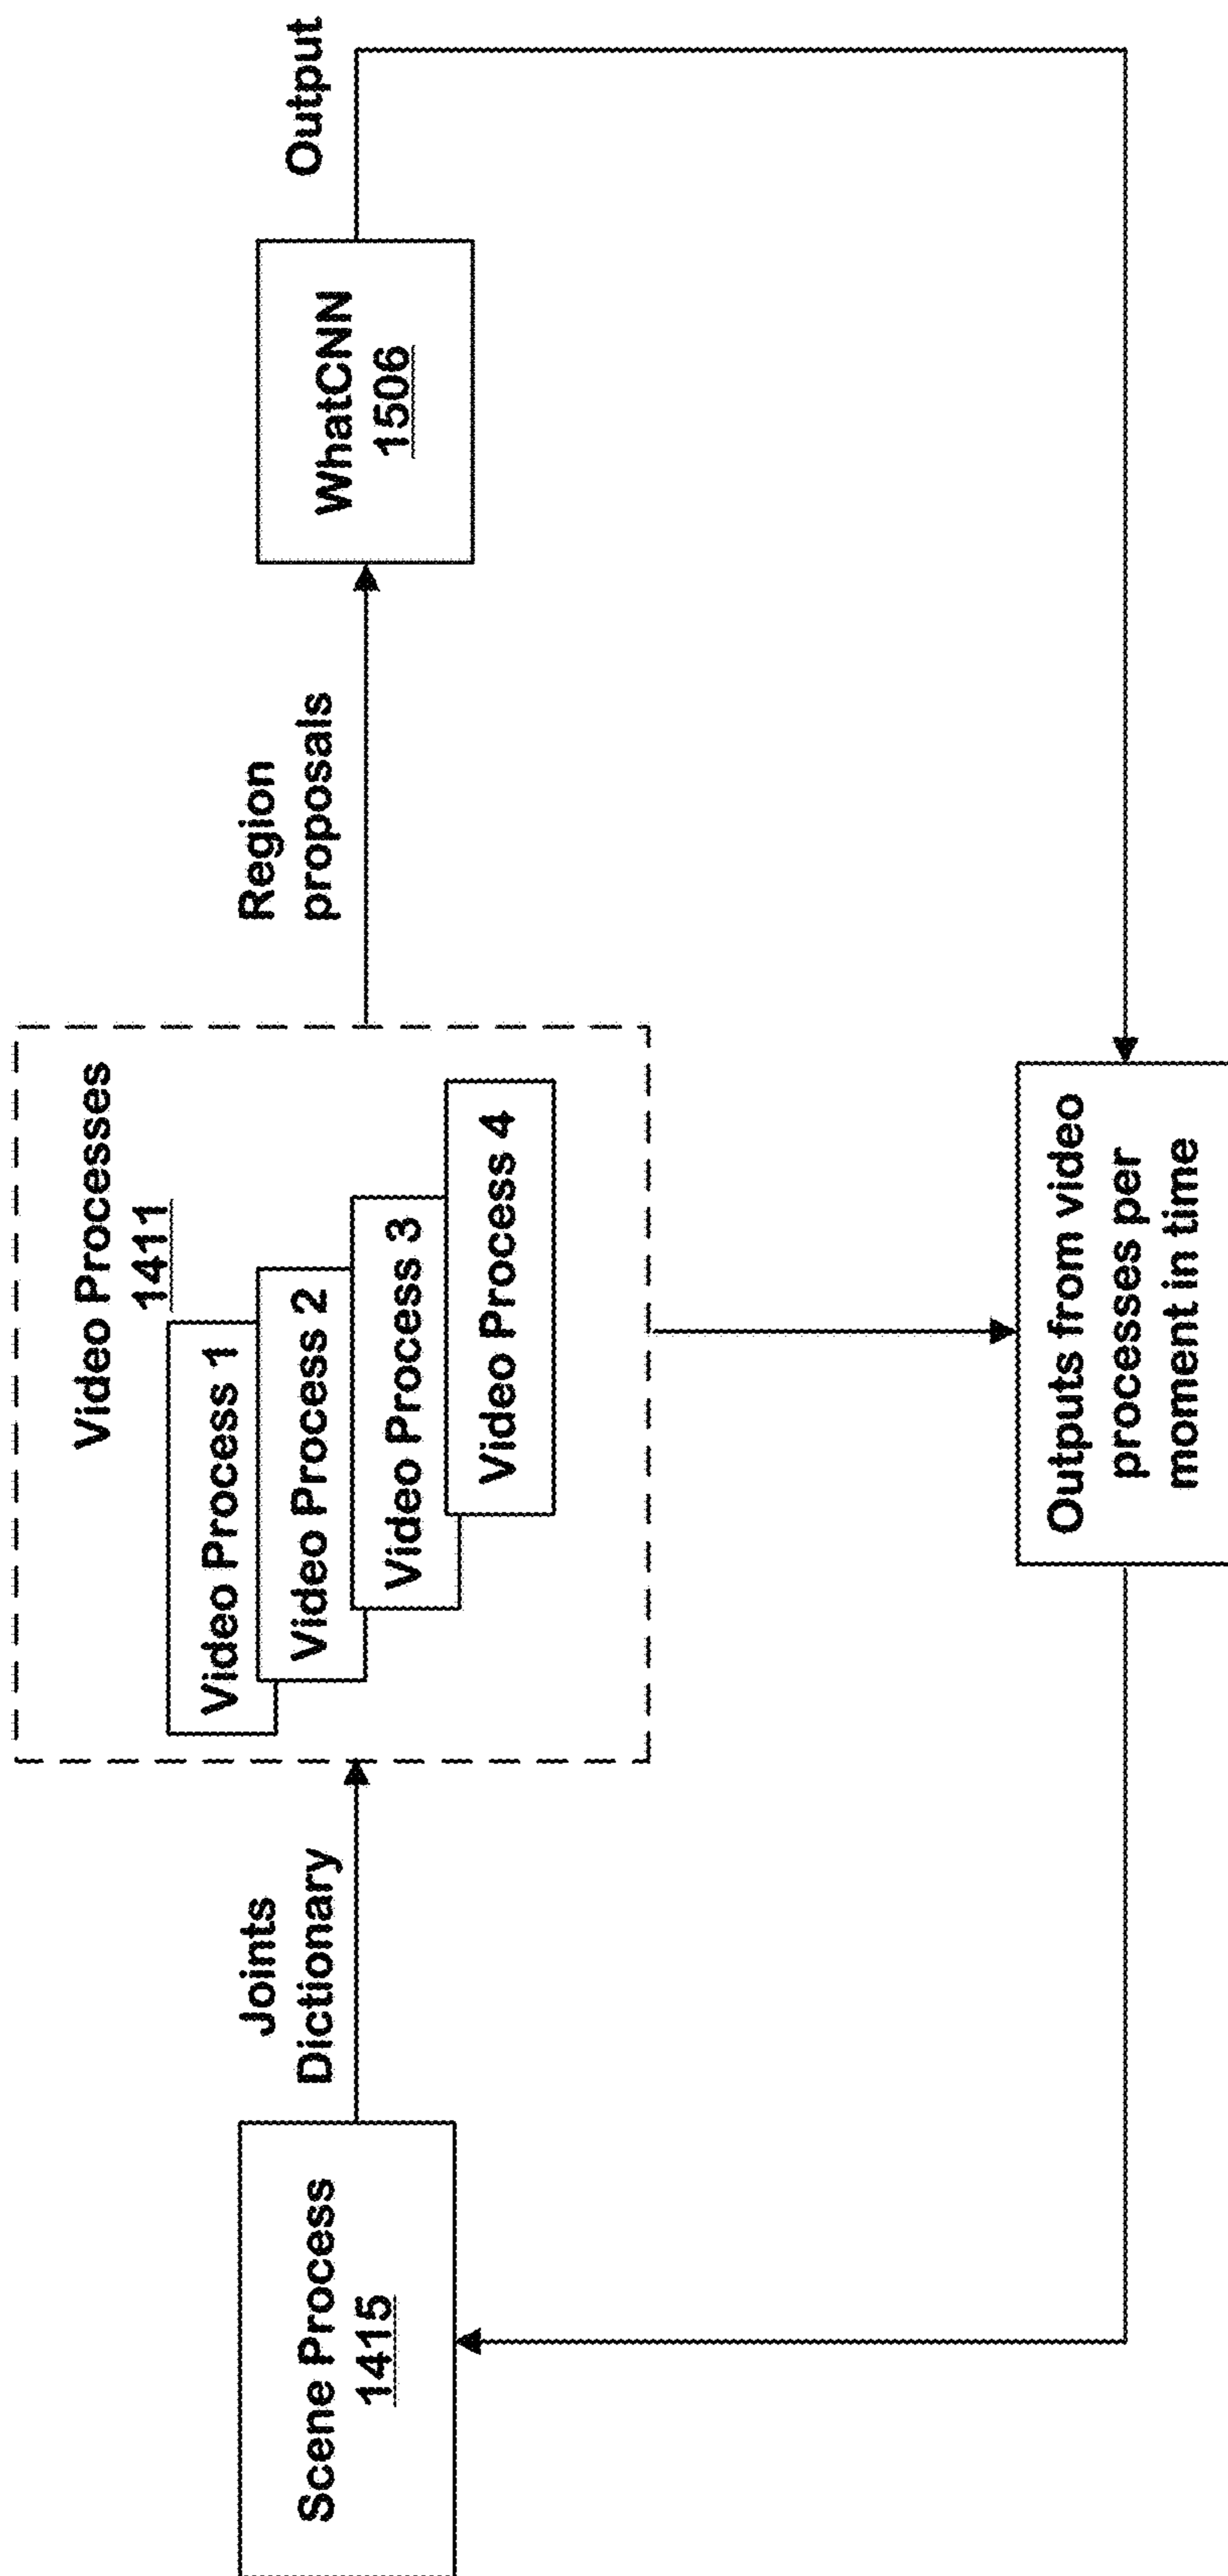 Scene Process
1415
Joints
Dictionary
Video Processes
1411
Video Process 1
Video Process 2
Video Process 3
Video Process 4
Region
proposals
WhatCNN
1506
Output
Outputs from video
processes per
moment in time